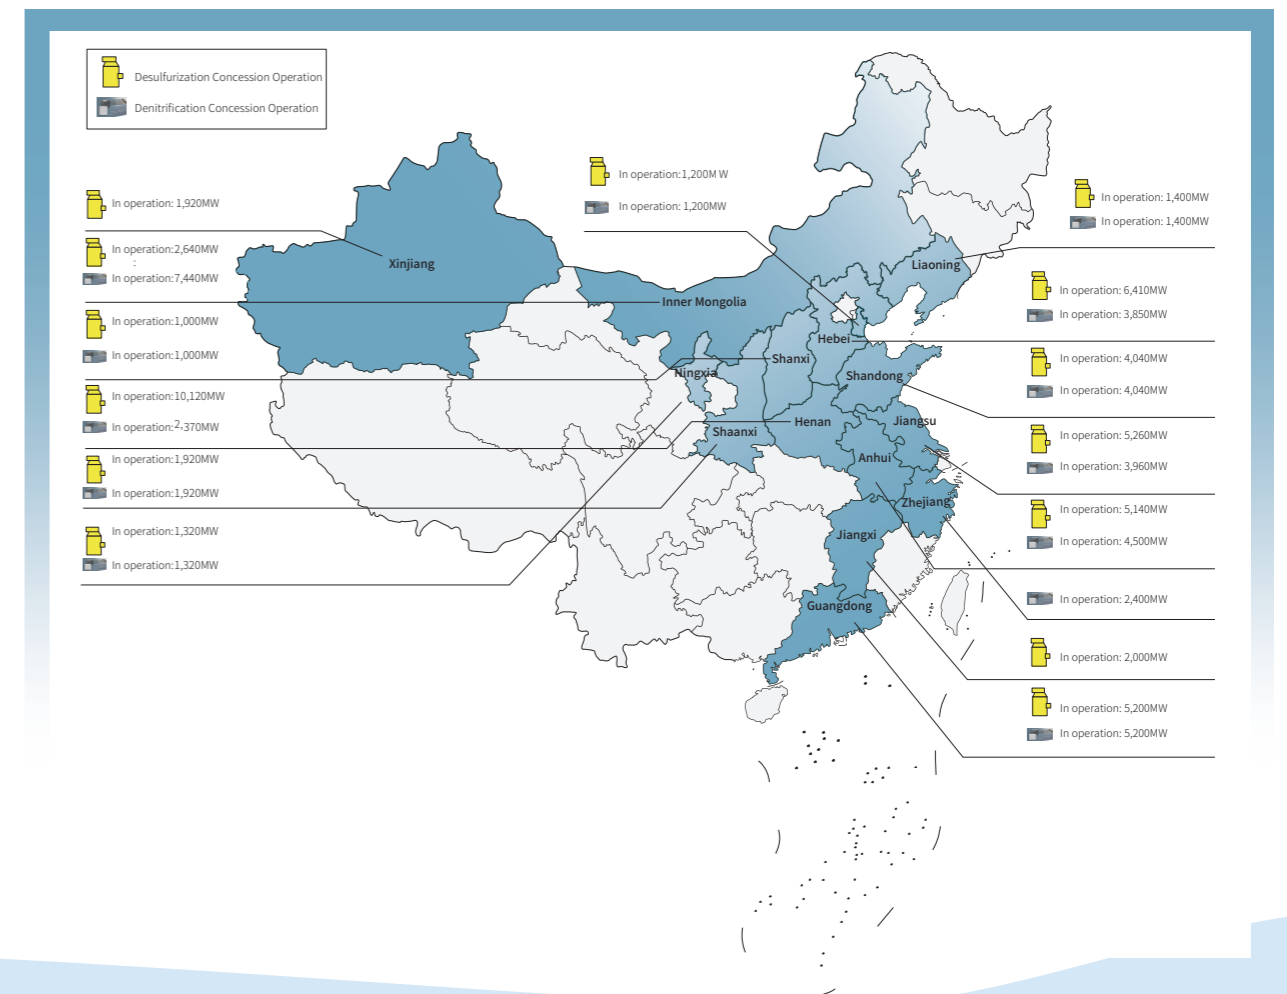 Desulfurization Concession Operation
Denitrification Concession Operation
In operation: 1,920MW
In operation:2,640MW
:
In operation:7,440MW
In operation:1,000MW
In operation:1,000MW
In operation:10,120MW
In operation:2,370MW
In operation:1,920MW
In operation:1,920MW
In operation:1,320MW
In operation:1,320MW
In operation:1,200M W
In operation: 1,200MW
In operation: 1,400MW
In operation: 1,400MW
In operation: 6,410MW
In operation: 3,850MW
In operation: 4,040MW
In operation: 4,040MW
In operation: 5,260MW
In operation: 3,960MW
In operation: 5,140MW
In operation: 4,500MW
In operation: 2,400MW
In operation: 2,000MW
In operation: 5,200MW
In operation: 5,200MW
Xinjiang
Inner Mongolia
Liaoning
Hebei
Shanxi
Hingxia
Shandong
Shaanxi
Henan
Jiangsu
Anhui
Zhejiang
Jiangxi
Guangdong